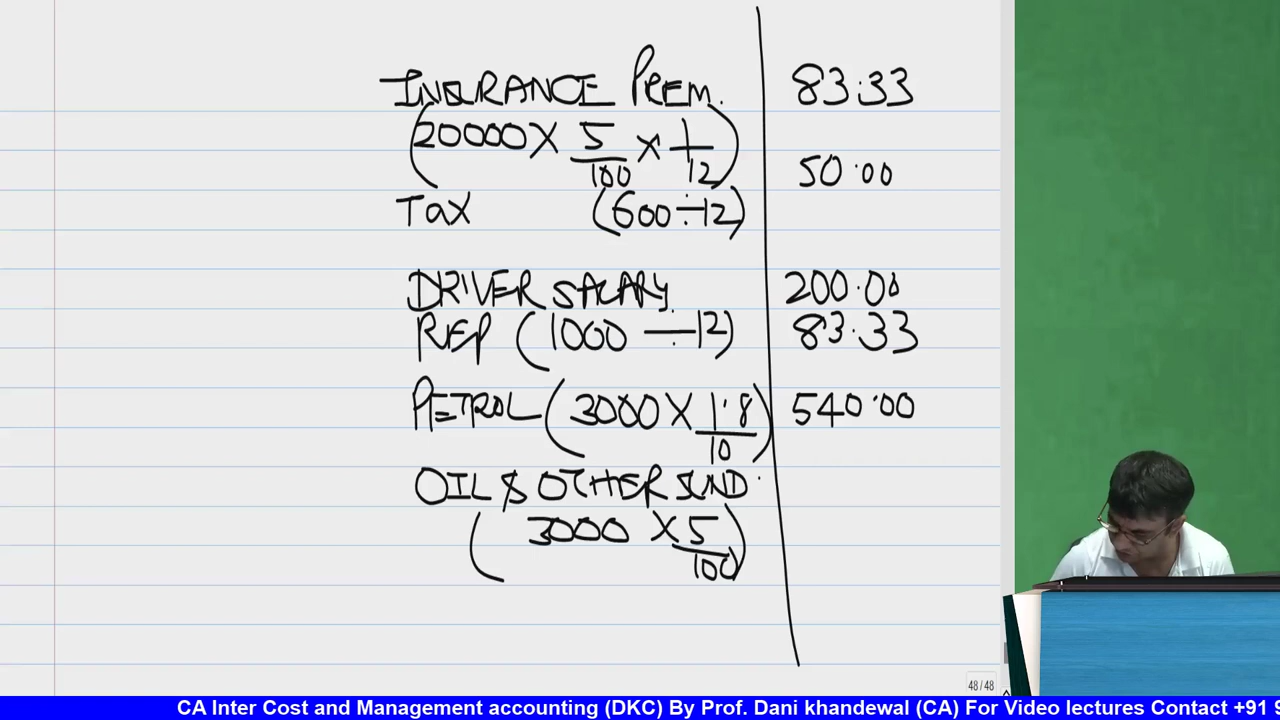 INSURANCE PREM. 83.33
(20000 X 5/100 X 1/12)
50.00
TAX (600 ÷ 12)
DRIVER SALARY. 200.00
REP (1000 ÷ 12) 83.33
PETROL (3000 X 1.8/10) 540.00
OIL & OTHER SUND.
(3000 X 5/100)
48/48
CA Inter Cost and Management accounting (DKC) By Prof. Dani khandewal (CA) For Video lectures Contact +91 9